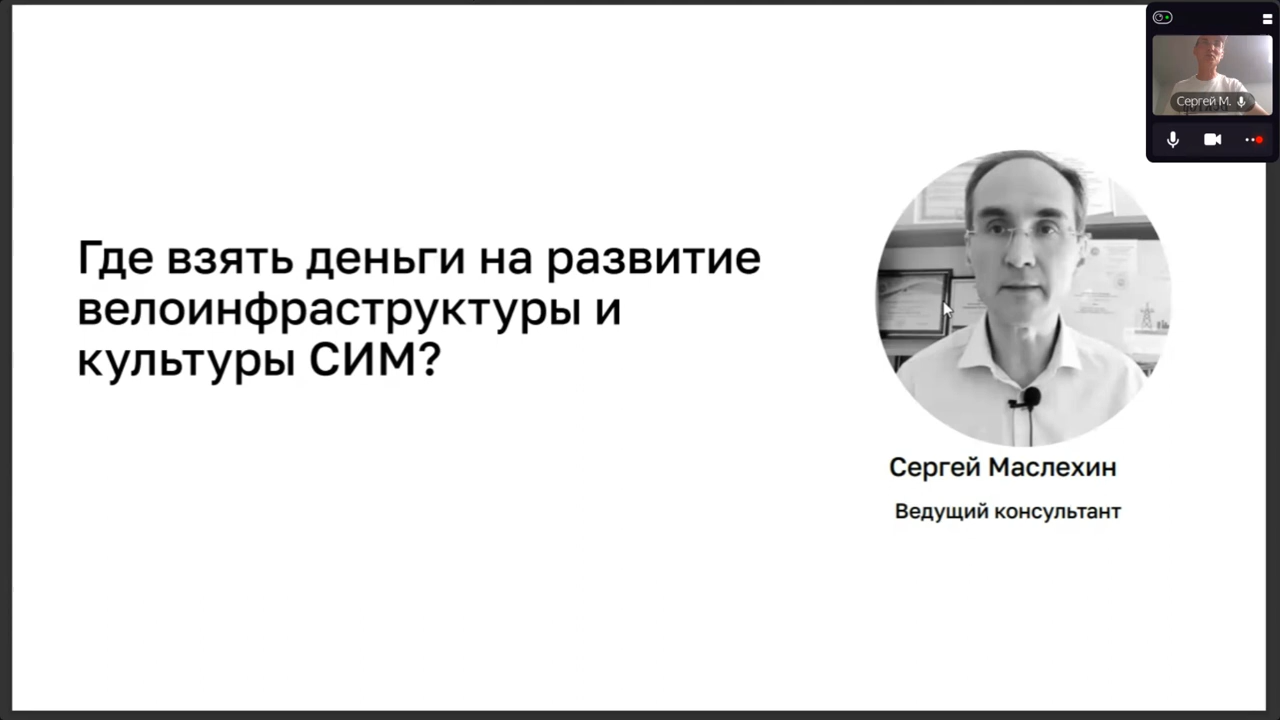 Сергей М.
Где взять деньги на развитие
велоинфраструктуры и
культуры СИМ?
Сергей Маслехин
Ведущий консультант